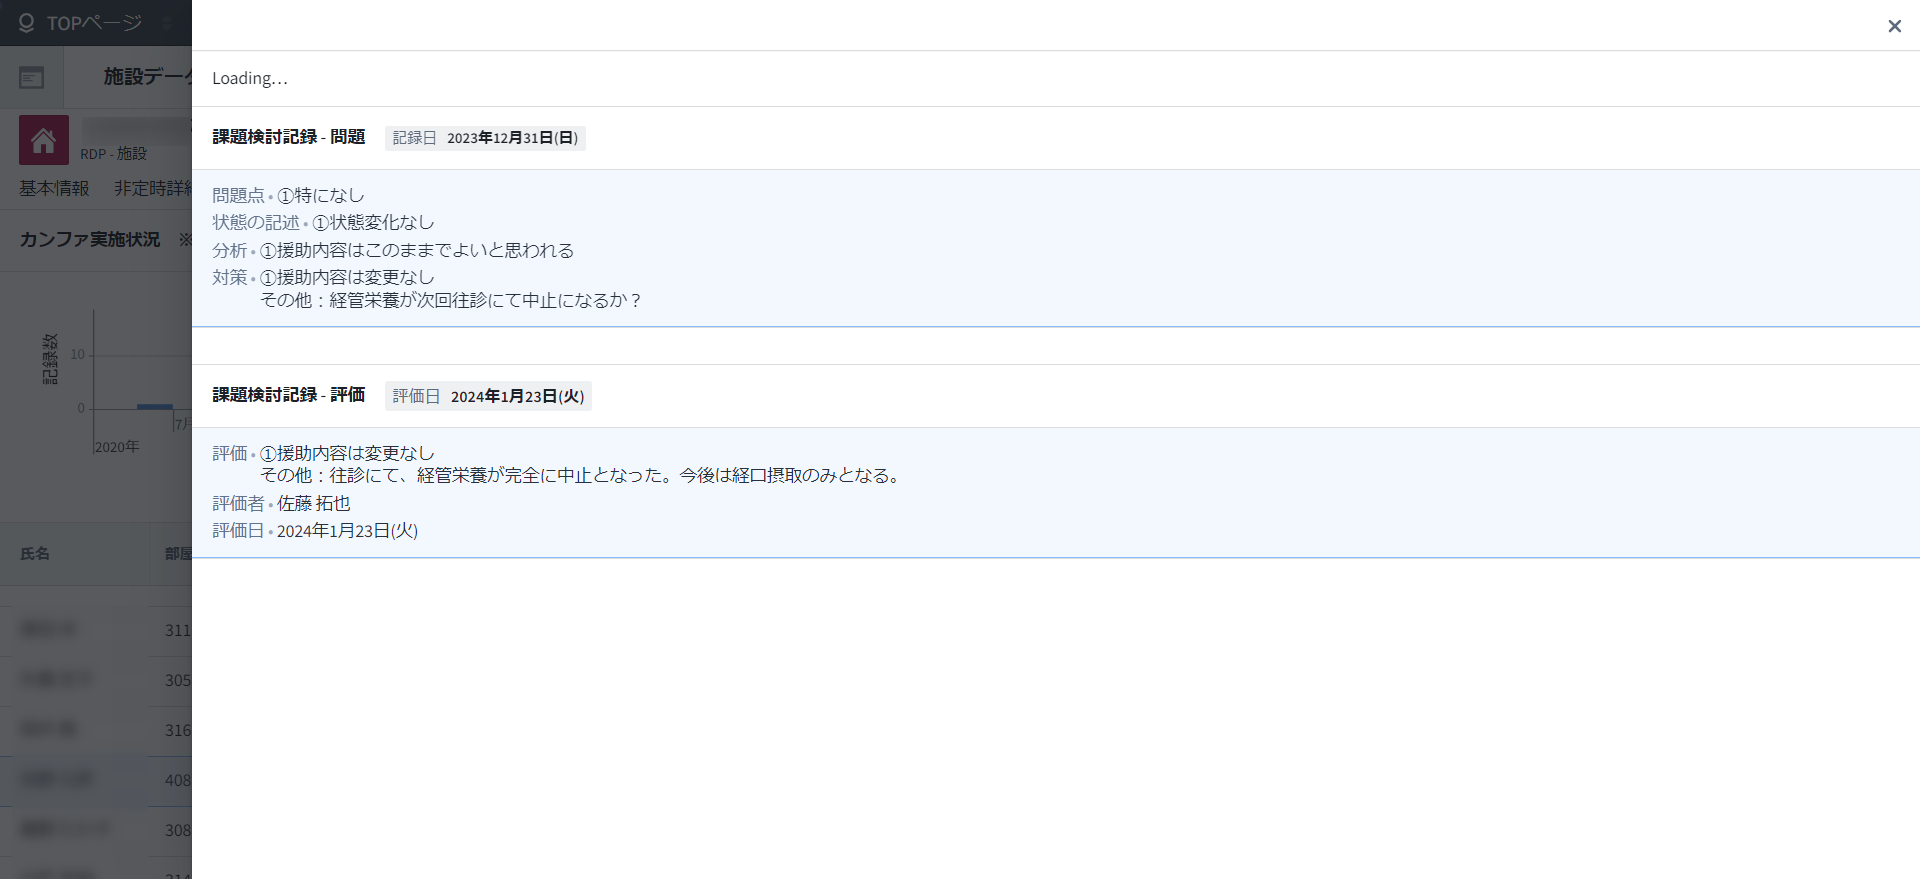 TOPページ
施設データ
RDP - 施設
基本情報 非定時詳細
カンファ実施状況 ※
記録数
10
0
7月
2020年
氏名 部屋
311
305
316
408
308
314
×
Loading…
課題検討記録 - 問題 記録日 2023年12月31日(日)
問題点 • ①特になし
状態の記述 • ①状態変化なし
分析 • ①援助内容はこのままでよいと思われる
対策 • ①援助内容は変更なし
その他：経管栄養が次回往診にて中止になるか？
課題検討記録 - 評価 評価日 2024年1月23日(火)
評価 • ①援助内容は変更なし
その他：往診にて、経管栄養が完全に中止となった。今後は経口摂取のみとなる。
評価者 • 佐藤 拓也
評価日 • 2024年1月23日(火)